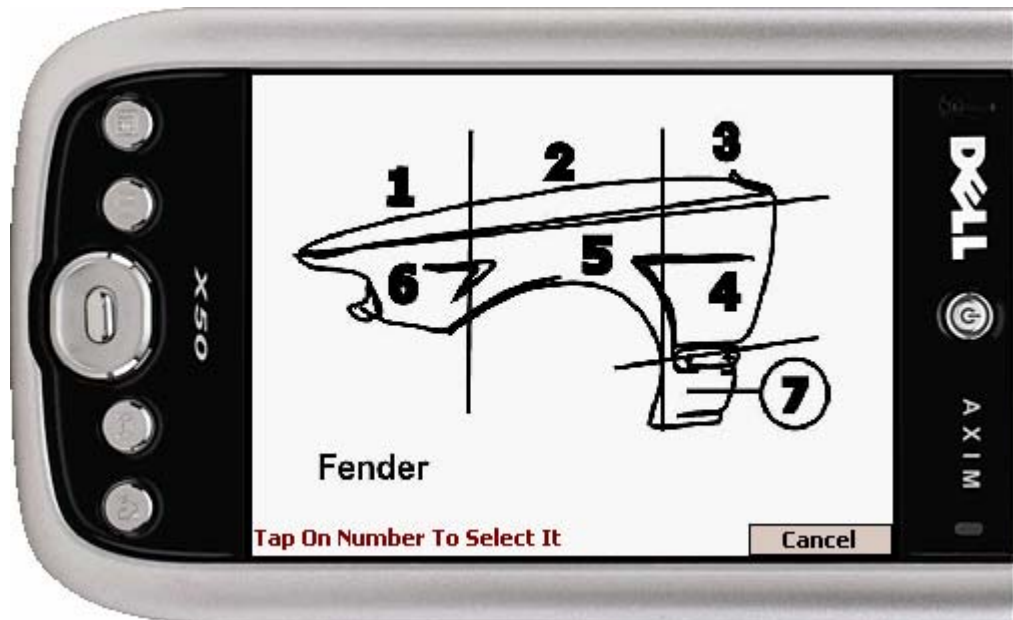 1
2
3
4
5
6
7
Fender
Tap On Number To Select It
Cancel
X50
DELL
AXIM